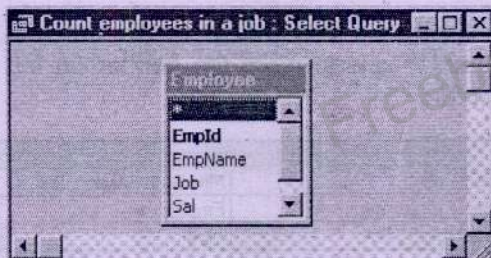 Count employees in a job : Select Query
Employee
*
EmpId
EmpName
Job
Sal